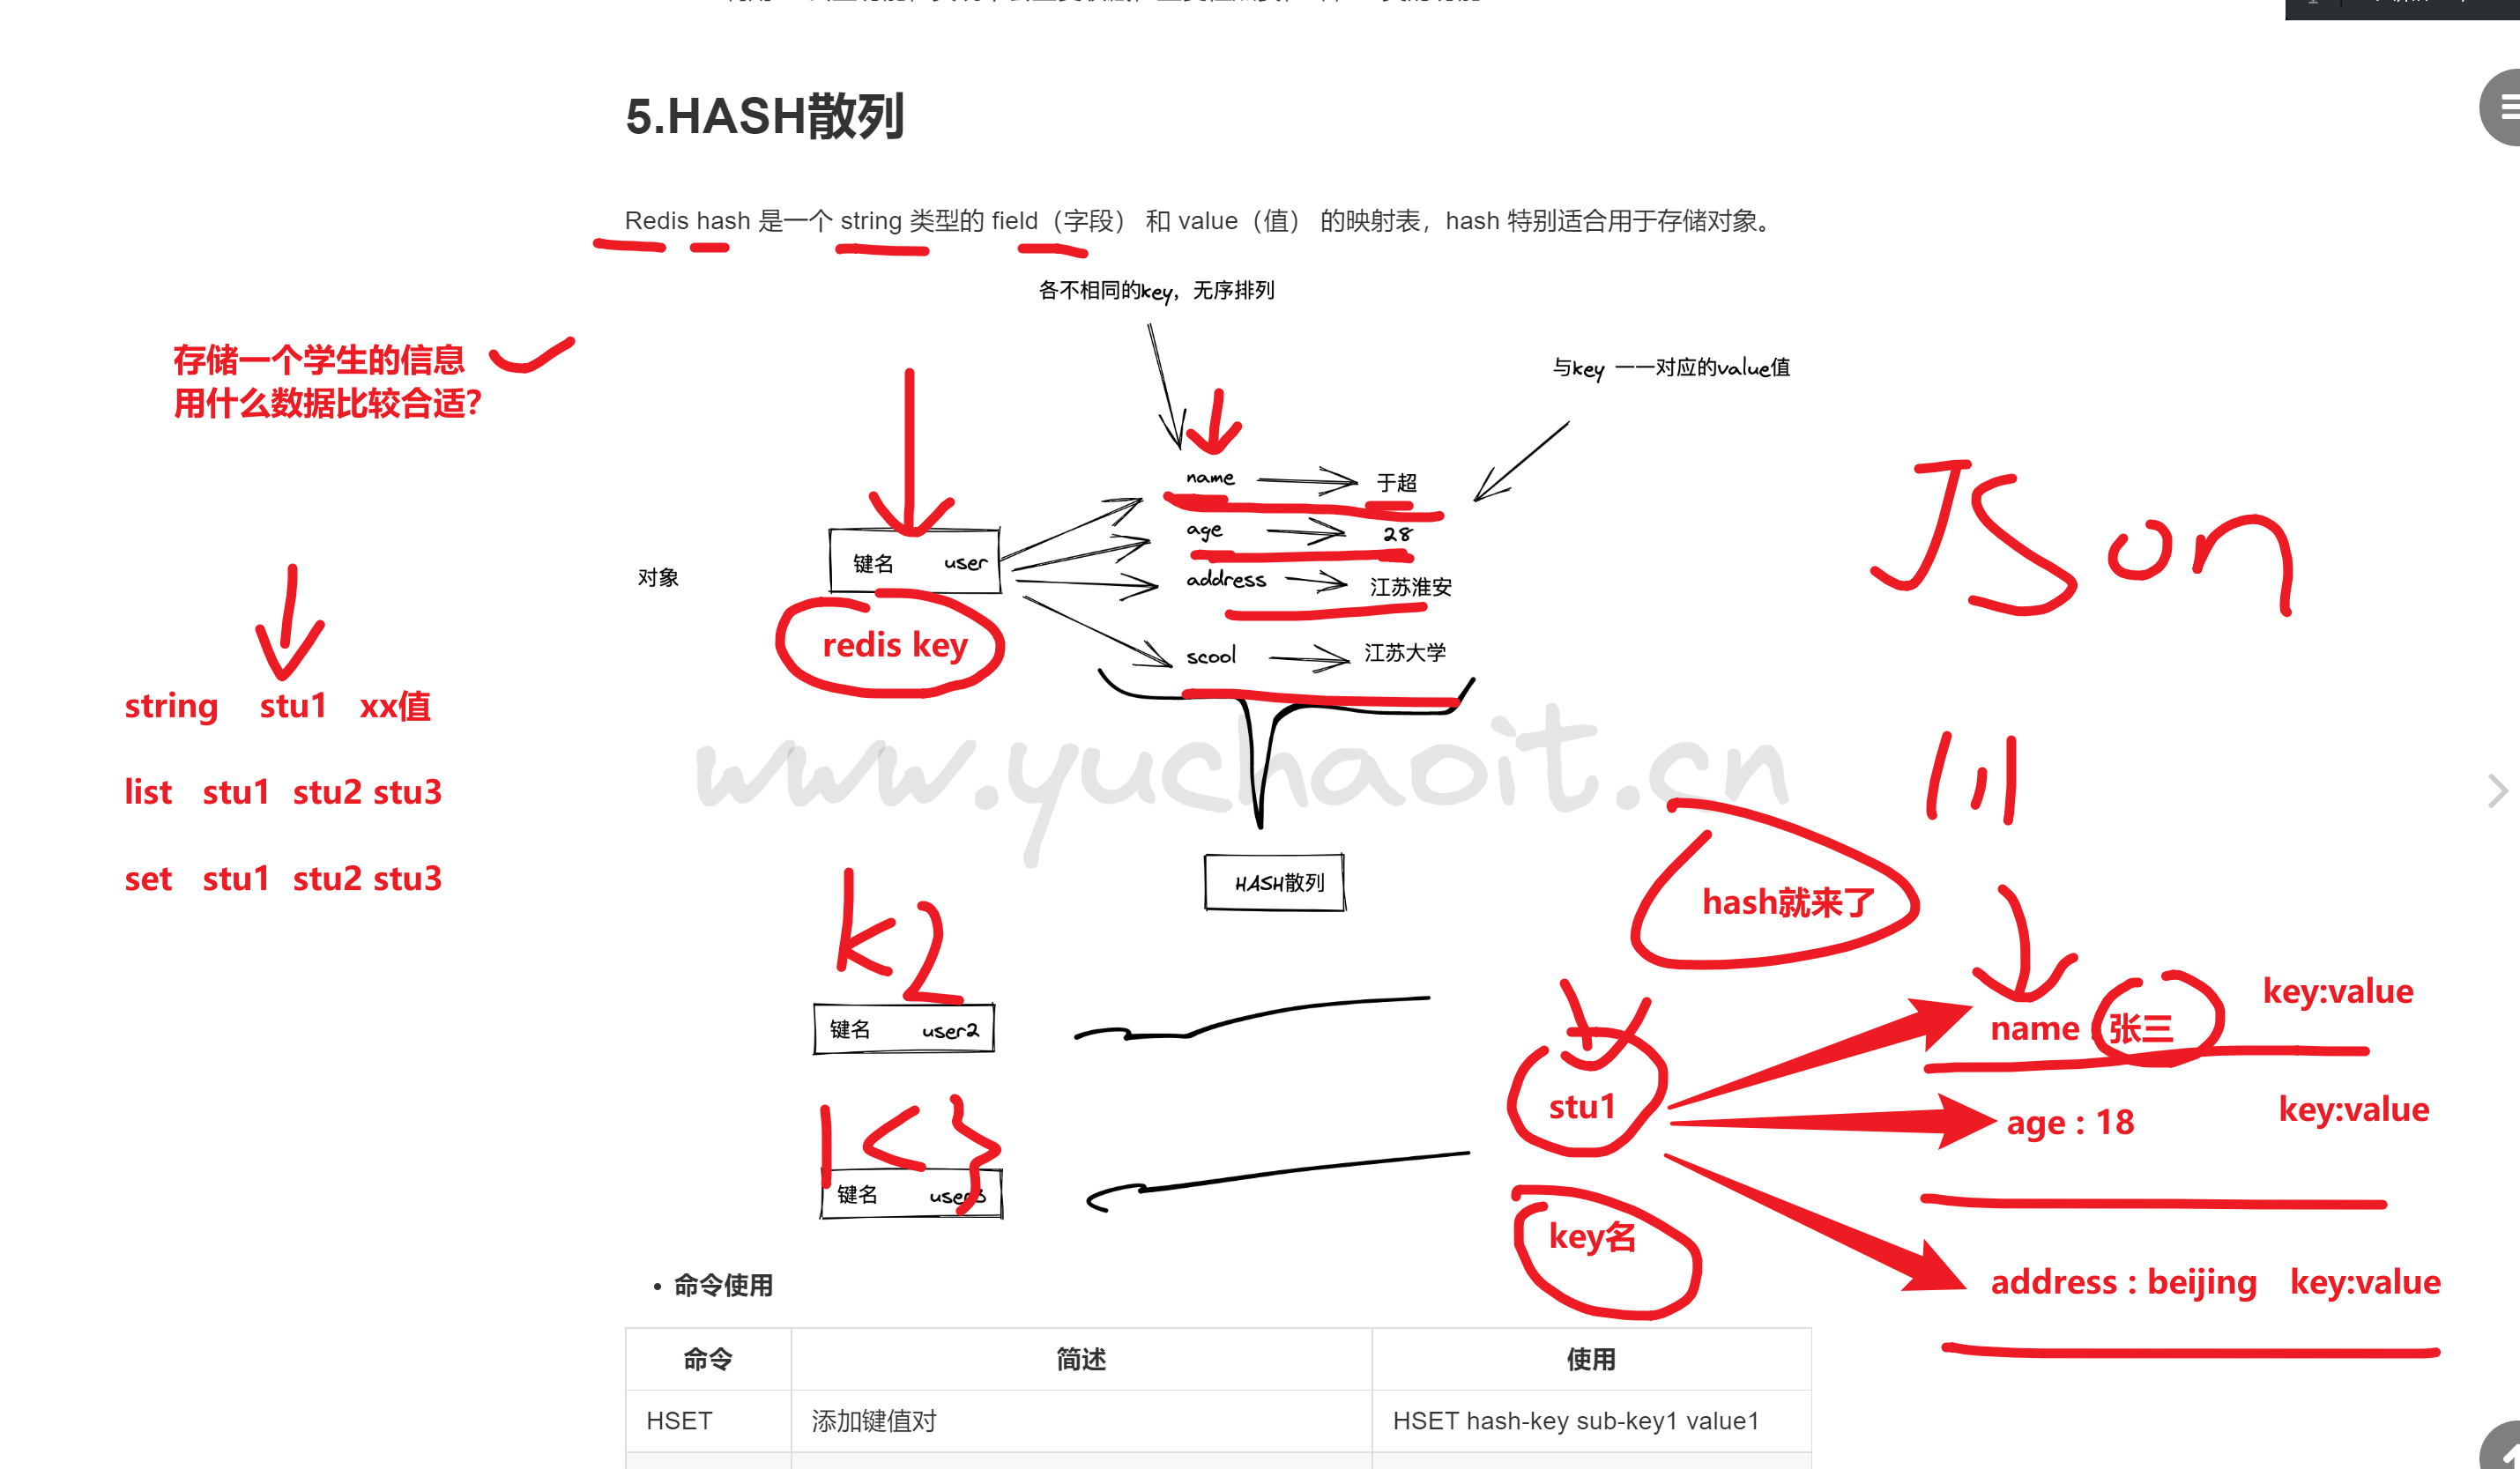 5.HASH散列
Redis hash 是一个 string 类型的 field（字段） 和 value（值） 的映射表，hash 特别适合用于存储对象。
各不相同的key，无序排列
存储一个学生的信息
用什么数据比较合适？
与key 一一对应的value值
name 于超
age 28
键名 user
对象
address 江苏淮安
redis key
scool 江苏大学
JSon
string stu1 xx值
list stu1 stu2 stu3
set stu1 stu2 stu3
www.yuchaoit.cn
HASH散列
hash就来了
k2
键名 user2
key:value
name : 张三
stu1
age : 18 key:value
键名 user3
key名
address : beijing key:value
命令使用
命令 简述 使用
HSET 添加键值对 HSET hash-key sub-key1 value1